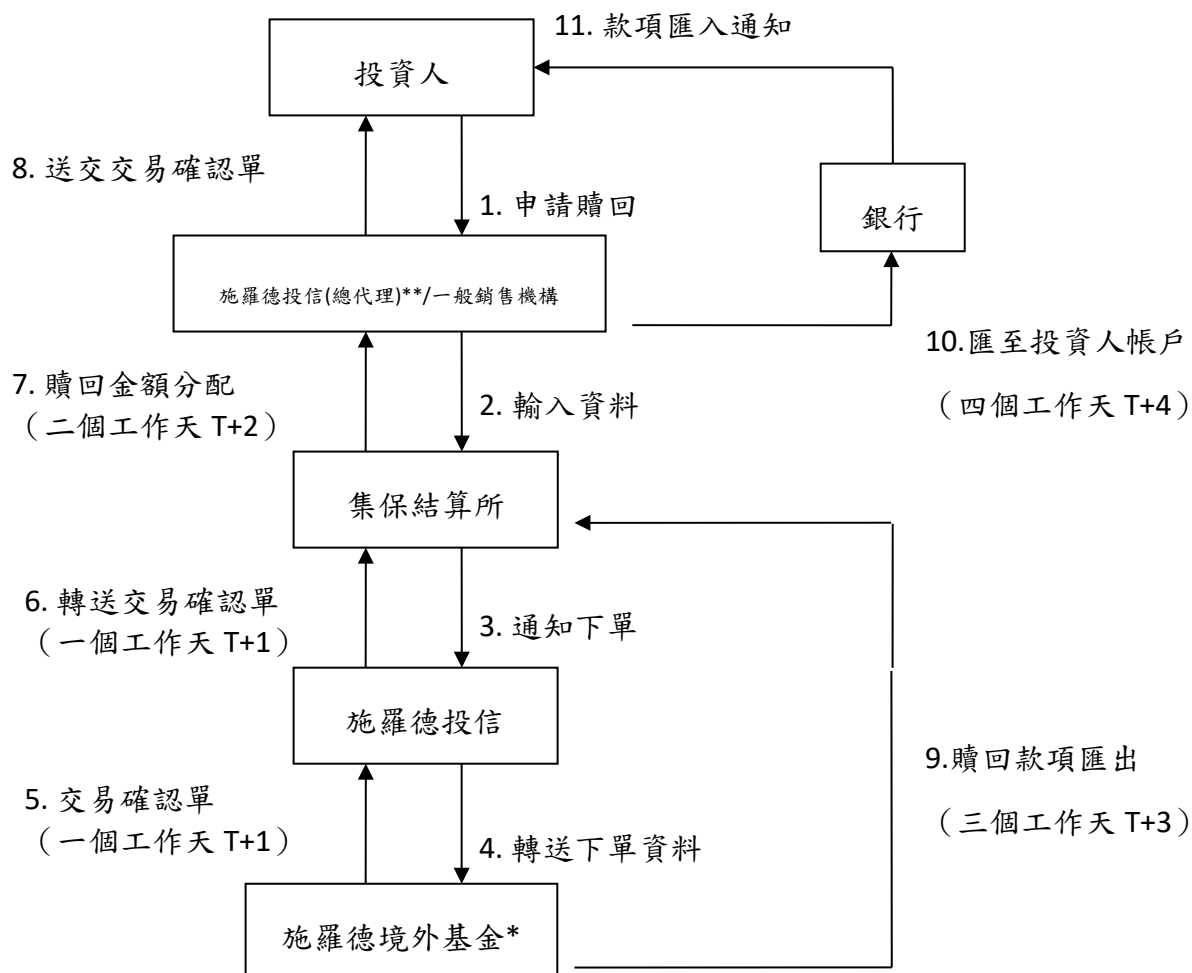 11. 款項匯入通知
投資人
8. 送交交易確認單
1. 申請贖回
銀行
施羅德投信(總代理)**/一般銷售機構
10.匯至投資人帳戶
（四個工作天 T+4）
7. 贖回金額分配
（二個工作天 T+2）
2. 輸入資料
集保結算所
6. 轉送交易確認單
（一個工作天 T+1）
3. 通知下單
施羅德投信
9.贖回款項匯出
（三個工作天 T+3）
5. 交易確認單
（一個工作天 T+1）
4. 轉送下單資料
施羅德境外基金*